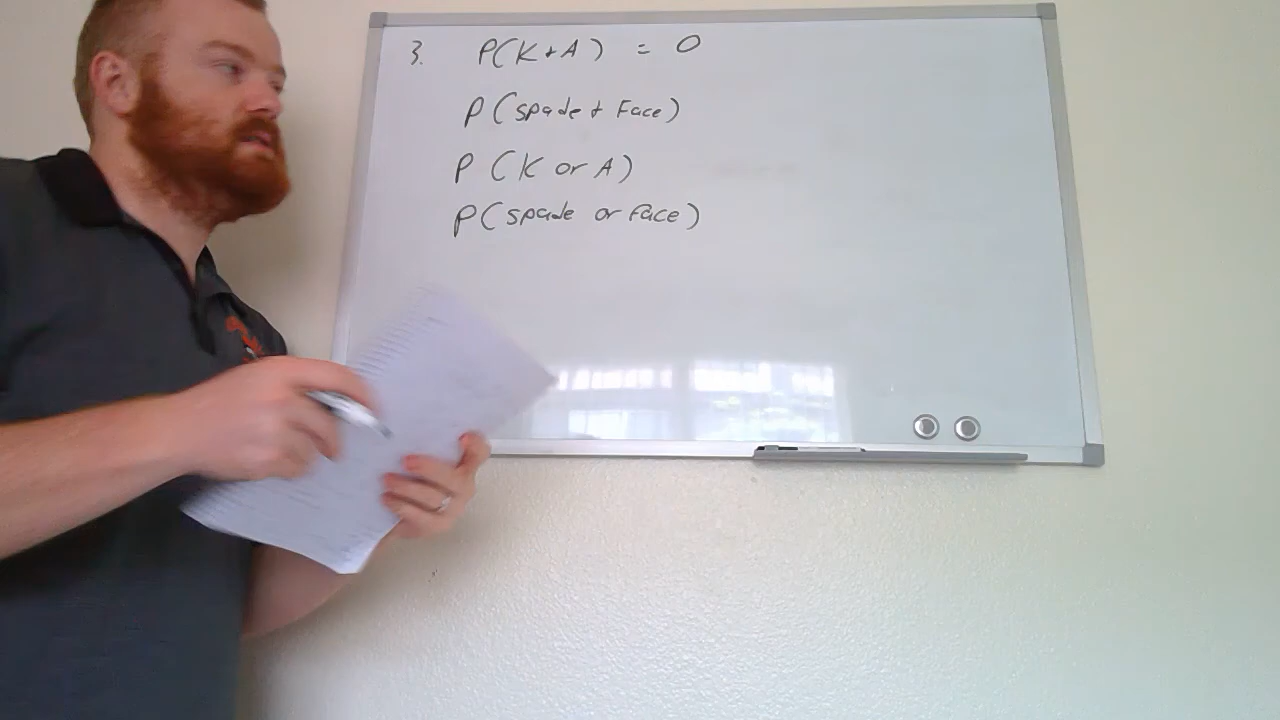 3. P(K + A) = 0
P(spade + Face)
P(K or A)
P(spade or face)